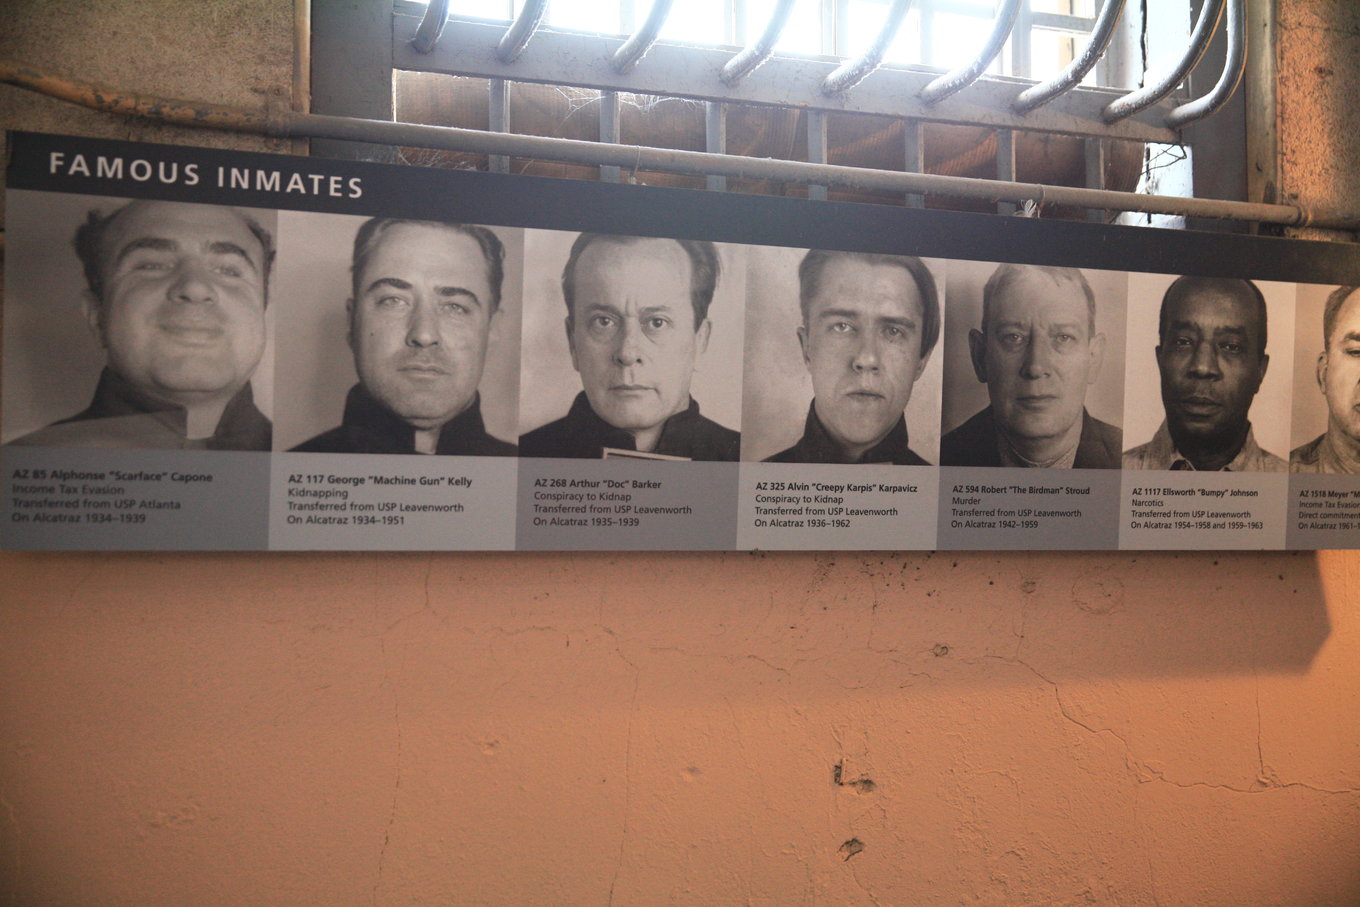 FAMOUS INMATES
AZ 85 Alphonse "Scarface" Capone
Income Tax Evasion
Transferred from USP Atlanta
On Alcatraz 1934–1939
AZ 117 George "Machine Gun" Kelly
Kidnapping
Transferred from USP Leavenworth
On Alcatraz 1934–1951
AZ 268 Arthur "Doc" Barker
Conspiracy to Kidnap
Transferred from USP Leavenworth
On Alcatraz 1935–1939
AZ 325 Alvin "Creepy Karpis" Karpavicz
Conspiracy to Kidnap
Transferred from USP Leavenworth
On Alcatraz 1936–1962
AZ 594 Robert "The Birdman" Stroud
Murder
Transferred from USP Leavenworth
On Alcatraz 1942–1959
AZ 1117 Ellsworth "Bumpy" Johnson
Narcotics
Transferred from USP Leavenworth
On Alcatraz 1954–1958 and 1959–1963
AZ 1518 Meyer "M
Income Tax Evasion
Direct commitment
On Alcatraz 1961–1